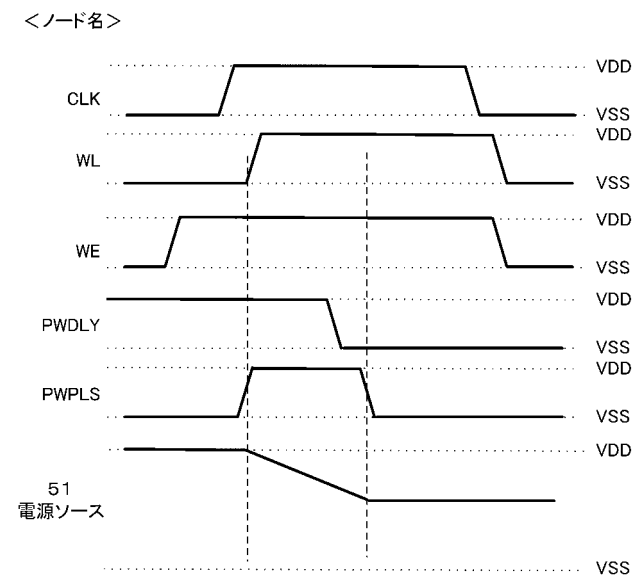 ＜ノード名＞
VDD
CLK
VSS
VDD
WL
VSS
VDD
WE
VSS
VDD
PWDLY
VSS
VDD
PWPLS
VSS
VDD
５１
電源ソース
VSS